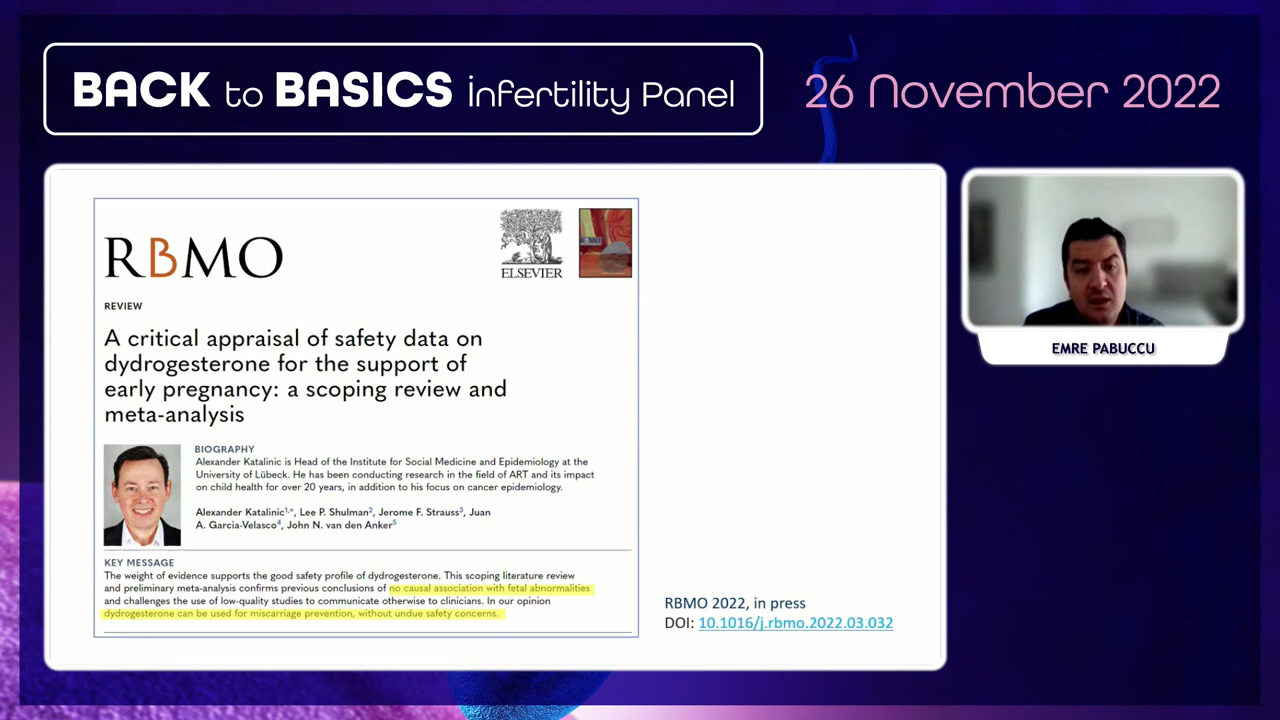 BACK to BASICS infertility Panel
26 November 2022
RBMO
ELSEVIER
REVIEW
A critical appraisal of safety data on
dydrogesterone for the support of
early pregnancy: a scoping review and
meta-analysis
BIOGRAPHY
Alexander Katalinic is Head of the Institute for Social Medicine and Epidemiology at the
University of Lübeck. He has been conducting research in the field of ART and its impact
on child health for over 20 years, in addition to his focus on cancer epidemiology.
Alexander Katalinic1,*, Lee P. Shulman2, Jerome F. Strauss3, Juan
A. Garcia-Velasco4, John N. van den Anker5
KEY MESSAGE
The weight of evidence supports the good safety profile of dydrogesterone. This scoping literature review
and preliminary meta-analysis confirms previous conclusions of no causal association with fetal abnormalities
and challenges the use of low-quality studies to communicate otherwise to clinicians. In our opinion
dydrogesterone can be used for miscarriage prevention, without undue safety concerns.
RBMO 2022, in press
DOI: 10.1016/j.rbmo.2022.03.032
EMRE PABUCCU